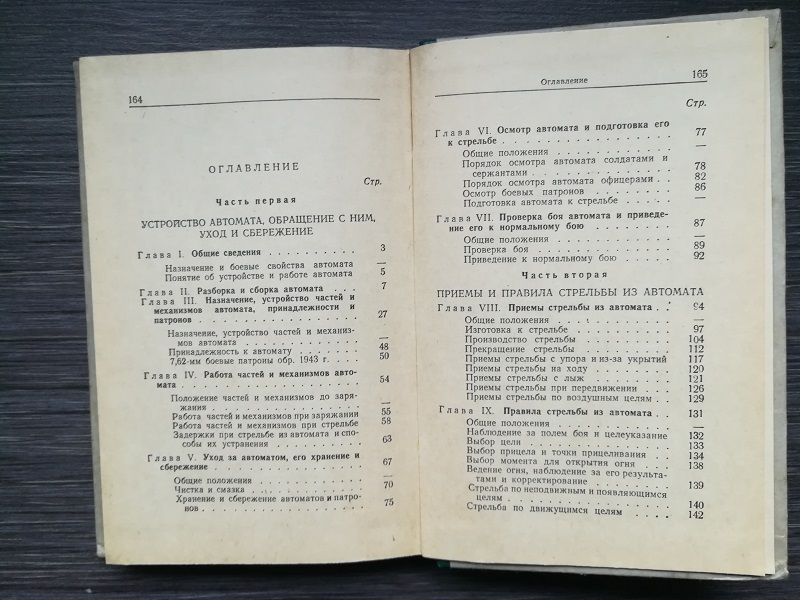 164
ОГЛАВЛЕНИЕ
Стр.
Часть первая
УСТРОЙСТВО АВТОМАТА, ОБРАЩЕНИЕ С НИМ,
УХОД И СБЕРЕЖЕНИЕ
Глава I. Общие сведения . . . . . . . . . . 3
Назначение и боевые свойства автомата —
Понятие об устройстве и работе автомата 5
Глава II. Разборка и сборка автомата . . . 7
Глава III. Назначение, устройство частей и
механизмов автомата, принадлежности и
патронов . . . . . . . . . . . . 27
Назначение, устройство частей и механиз-
мов автомата . . . . . . . . . . —
Принадлежность к автомату . . . . . 48
7,62-мм боевые патроны обр. 1943 г. . . . . 50
Глава IV. Работа частей и механизмов авто-
мата . . . . . . . . . . . . . . 54
Положение частей и механизмов до заря-
жания . . . . . . . . . . . . —
Работа частей и механизмов при заряжании 55
Работа частей и механизмов при стрельбе 58
Задержки при стрельбе из автомата и спосо-
бы их устранения . . . . . . . . 63
Глава V. Уход за автоматом, его хранение и
сбережение . . . . . . . . . . . 67
Общие положения . . . . . . . . . —
Чистка и смазка . . . . . . . . . 70
Хранение и сбережение автоматов и патро-
нов . . . . . . . . . . . . . 75
Оглавление 165
Стр.
Глава VI. Осмотр автомата и подготовка его
к стрельбе . . . . . . . . . . . 77
Общие положения . . . . . . . . . —
Порядок осмотра автомата солдатами и
сержантами . . . . . . . . . . 78
Порядок осмотра автомата офицерами . . 82
Осмотр боевых патронов . . . . . . 86
Подготовка автомата к стрельбе . . . . —
Глава VII. Проверка боя автомата и приведе-
ние его к нормальному бою . . . . . . 87
Общие положения . . . . . . . . . —
Проверка боя . . . . . . . . . . 89
Приведение к нормальному бою . . . . 92
Часть вторая
ПРИЕМЫ И ПРАВИЛА СТРЕЛЬБЫ ИЗ АВТОМАТА
Глава VIII. Приемы стрельбы из автомата . . 94
Общие положения . . . . . . . . . —
Изготовка к стрельбе . . . . . . . 97
Производство стрельбы . . . . . . . 104
Прекращение стрельбы . . . . . . . 112
Приемы стрельбы с упора и из-за укрытий 117
Приемы стрельбы на ходу . . . . . . 120
Приемы стрельбы с лыж . . . . . . . 121
Приемы стрельбы при передвижении . . . 126
Приемы стрельбы по воздушным целям . . 129
Глава IX. Правила стрельбы из автомата . . 131
Общие положения . . . . . . . . . —
Наблюдение за полем боя и целеуказание 132
Выбор цели . . . . . . . . . . . 133
Выбор прицела и точки прицеливания . . 134
Выбор момента для открытия огня . . . 138
Ведение огня, наблюдение за его результа-
тами и корректирование . . . . . . 139
Стрельба по неподвижным и появляющимся
целям . . . . . . . . . . . . 140
Стрельба по движущимся целям . . . . 142